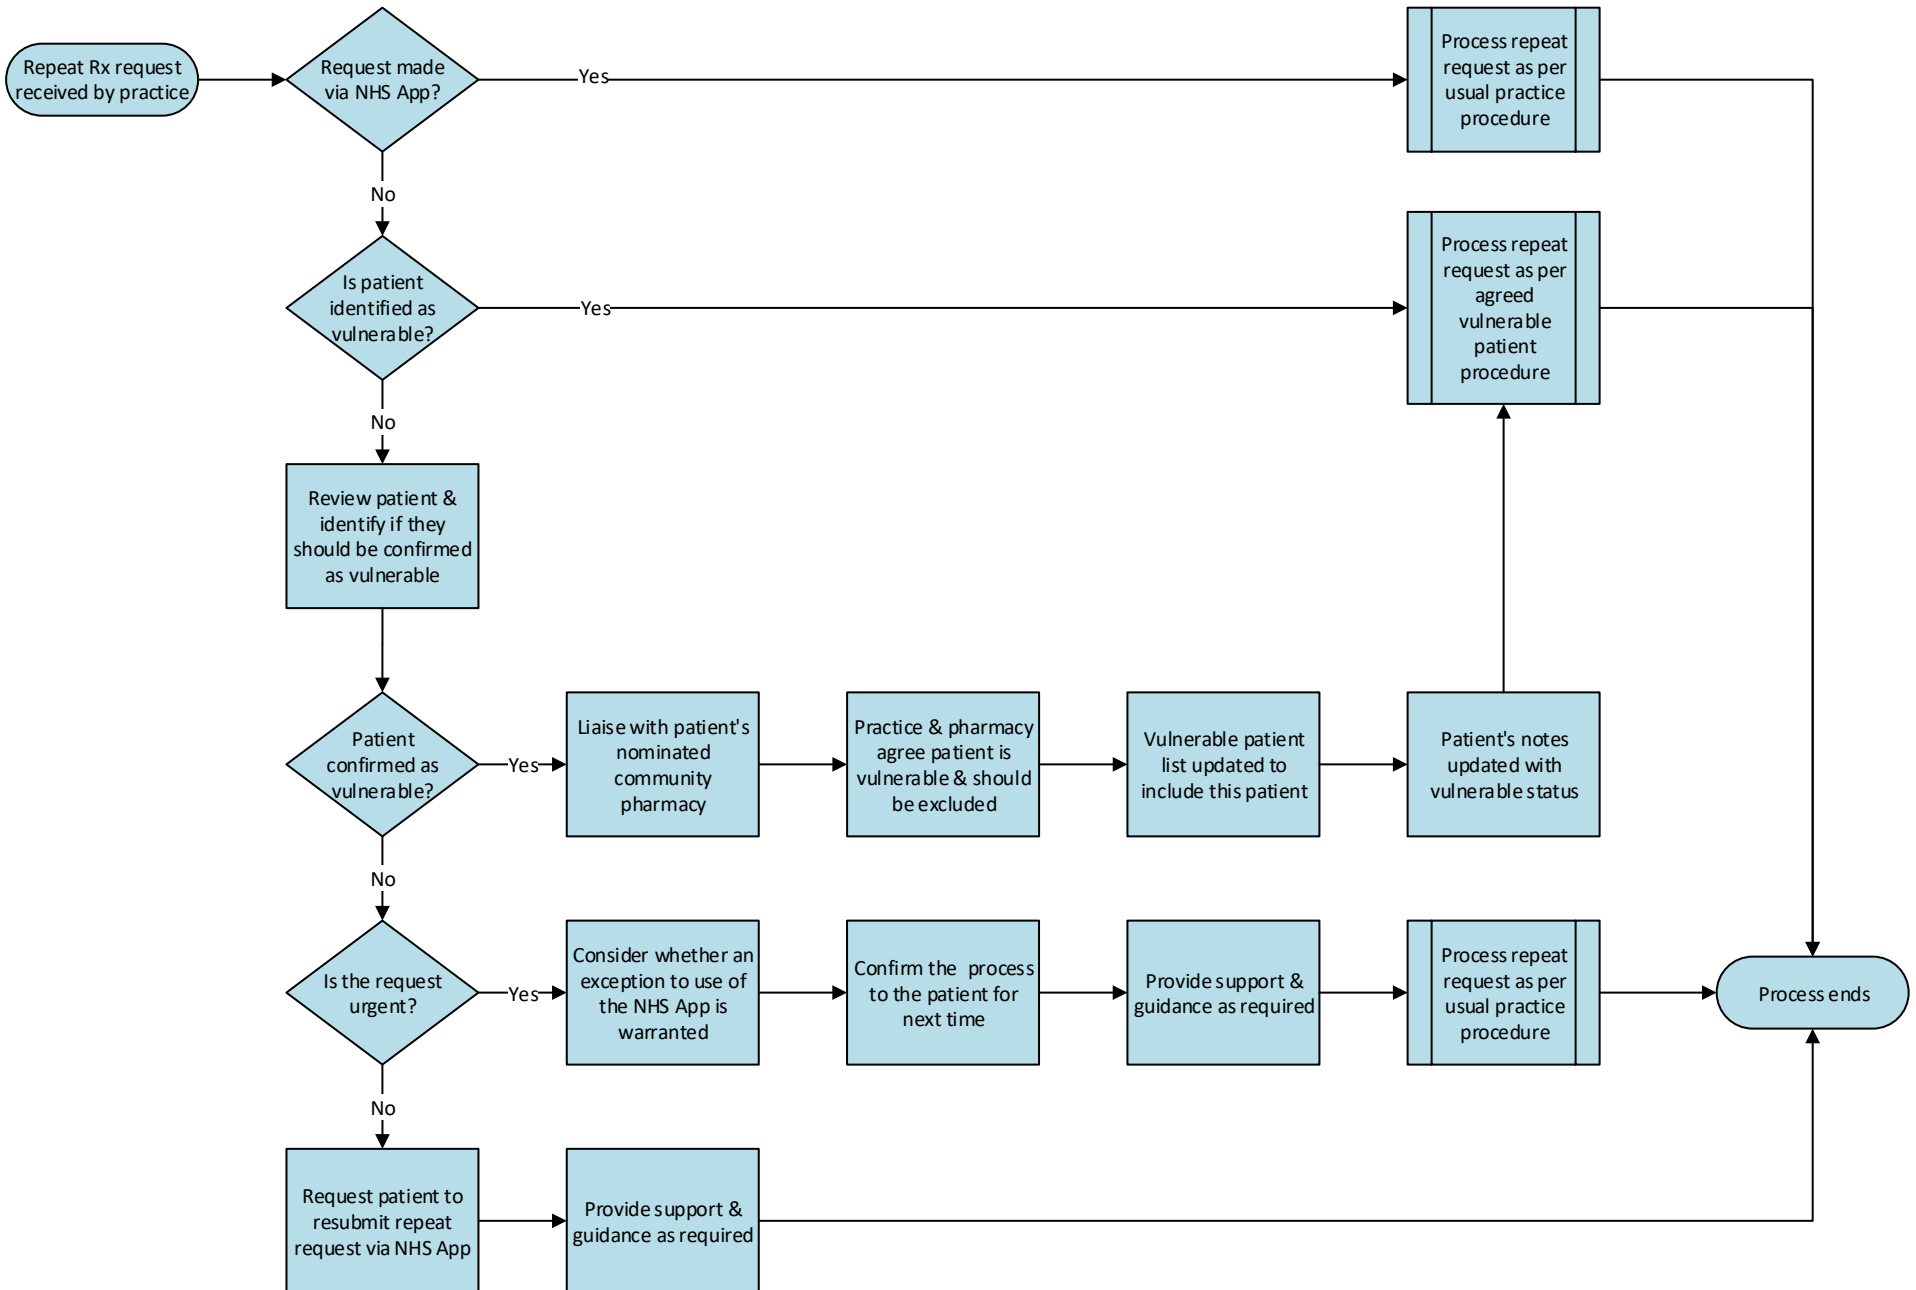 Repeat Rx request
received by practice
Request made
via NHS App?
Yes
Process repeat
request as per
usual practice
procedure
No
Is patient
identified as
vulnerable?
Yes
Process repeat
request as per
agreed
vulnerable
patient
procedure
No
Review patient &
identify if they
should be confirmed
as vulnerable
Patient
confirmed as
vulnerable?
Yes
Liaise with patient's
nominated
community
pharmacy
Practice & pharmacy
agree patient is
vulnerable & should
be excluded
Vulnerable patient
list updated to
include this patient
Patient's notes
updated with
vulnerable status
No
Is the request
urgent?
Yes
Consider whether an
exception to use of
the NHS App is
warranted
Confirm the process
to the patient for
next time
Provide support &
guidance as required
Process repeat
request as per
usual practice
procedure
Process ends
No
Request patient to
resubmit repeat
request via NHS App
Provide support &
guidance as required